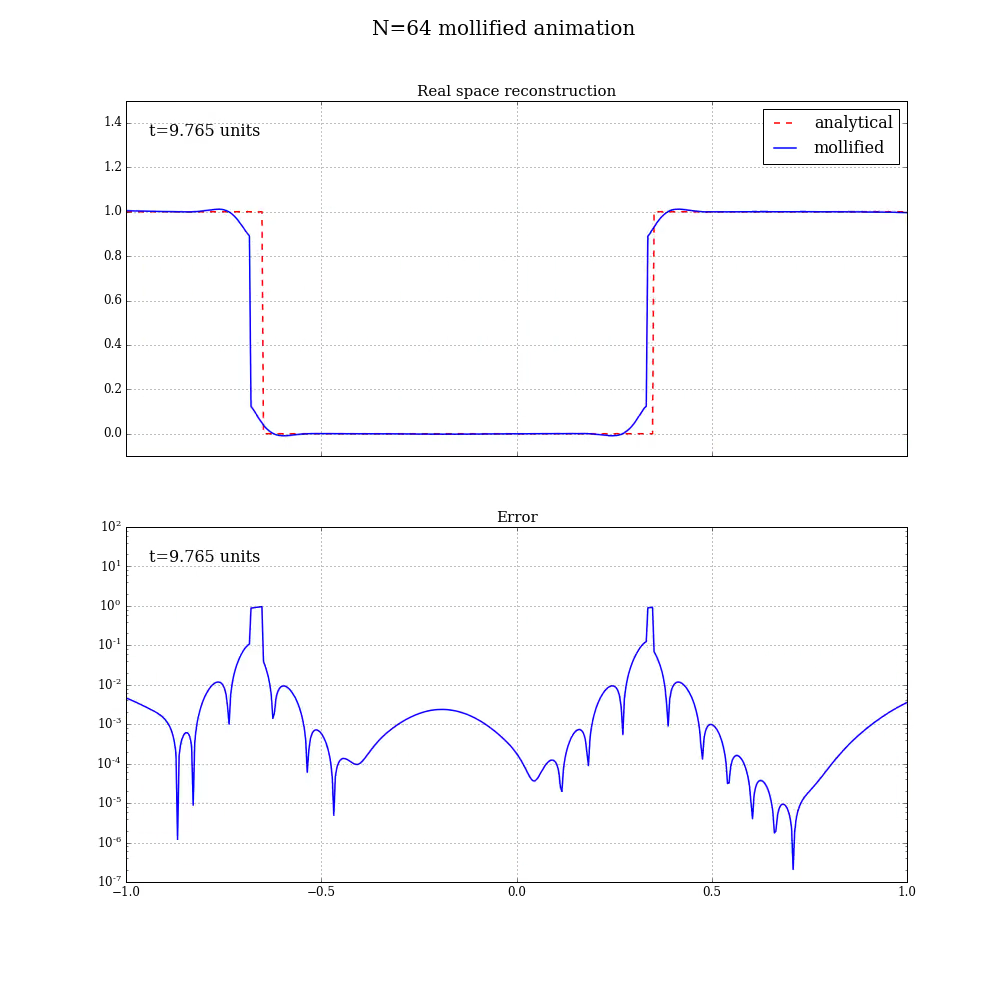 N=64 mollified animation
Real space reconstruction
t=9.765 units
analytical
mollified
1.4
1.2
1.0
0.8
0.6
0.4
0.2
0.0
Error
t=9.765 units
10²
10¹
10⁰
10⁻¹
10⁻²
10⁻³
10⁻⁴
10⁻⁵
10⁻⁶
10⁻⁷
−1.0 −0.5 0.0 0.5 1.0